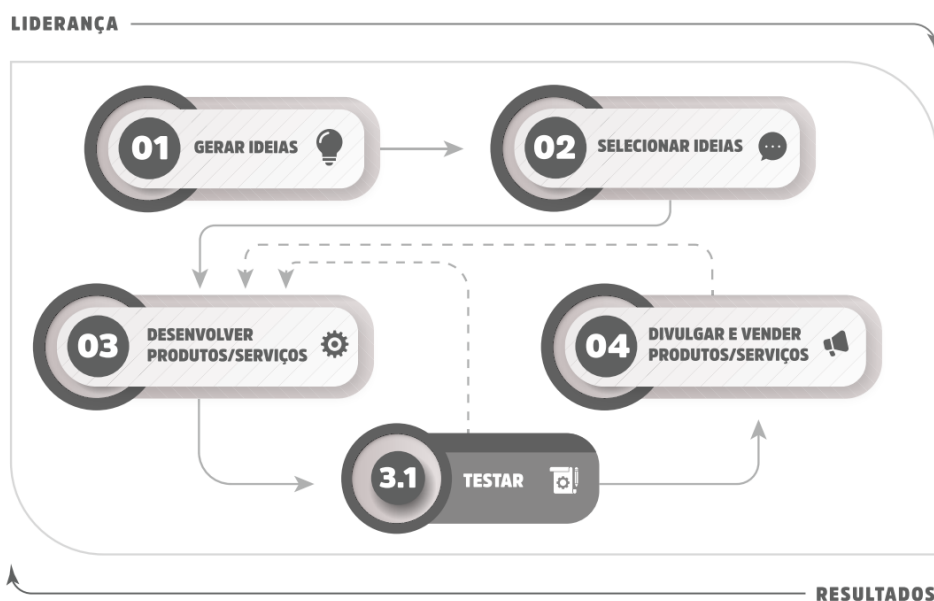 LIDERANÇA
01 GERAR IDEIAS
02 SELECIONAR IDEIAS
03 DESENVOLVER
PRODUTOS/SERVIÇOS
04 DIVULGAR E VENDER
PRODUTOS/SERVIÇOS
3.1 TESTAR
RESULTADOS